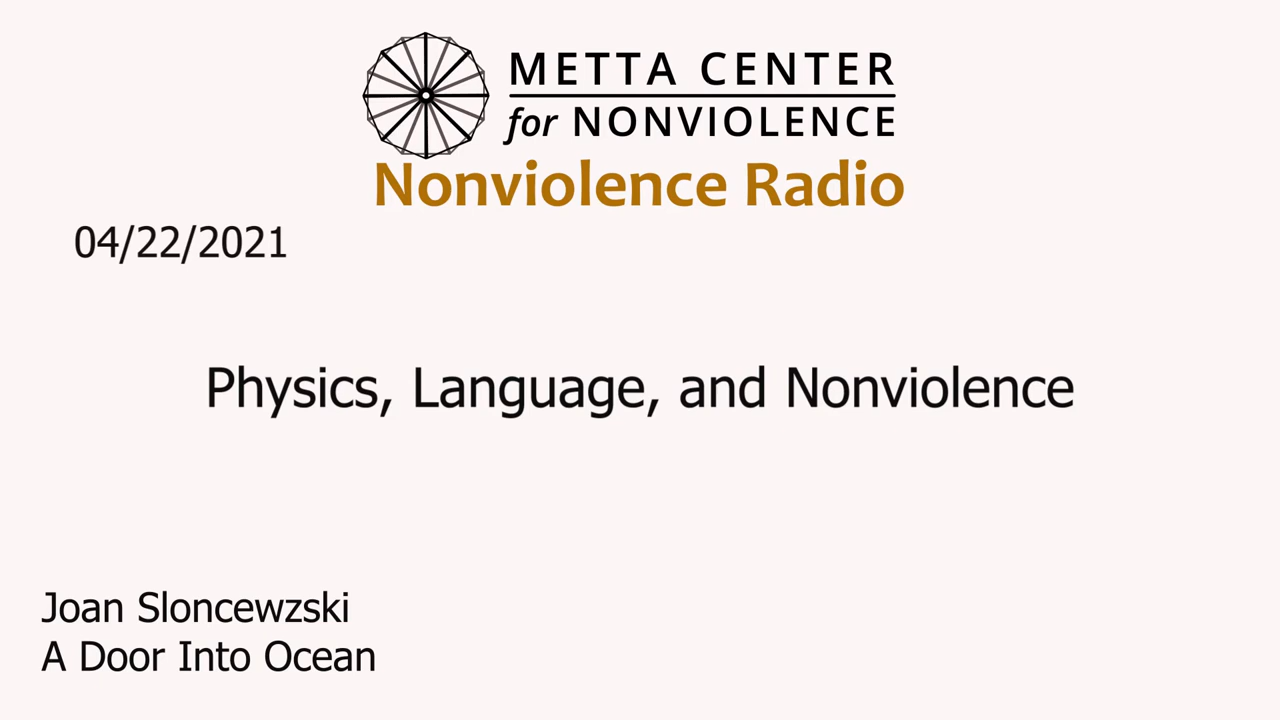 METTA CENTER
for NONVIOLENCE
Nonviolence Radio
04/22/2021
Physics, Language, and Nonviolence
Joan Sloncewzski
A Door Into Ocean